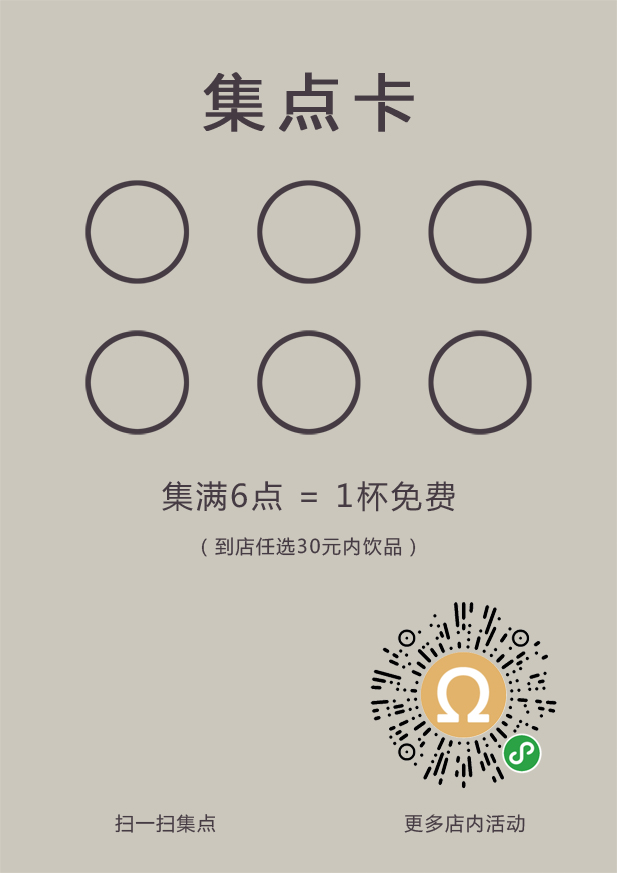 集点卡
集满6点 = 1杯免费
（到店任选30元内饮品）
Ω
扫一扫集点
更多店内活动